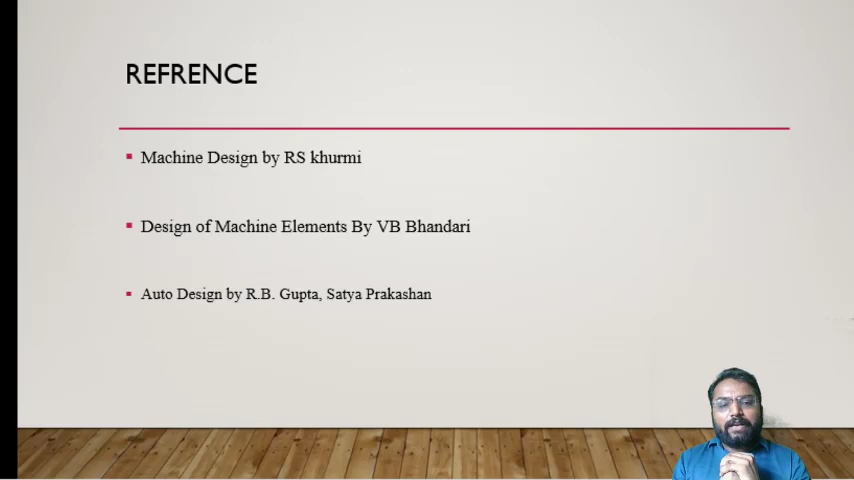 REFRENCE
Machine Design by RS khurmi
Design of Machine Elements By VB Bhandari
Auto Design by R.B. Gupta, Satya Prakashan